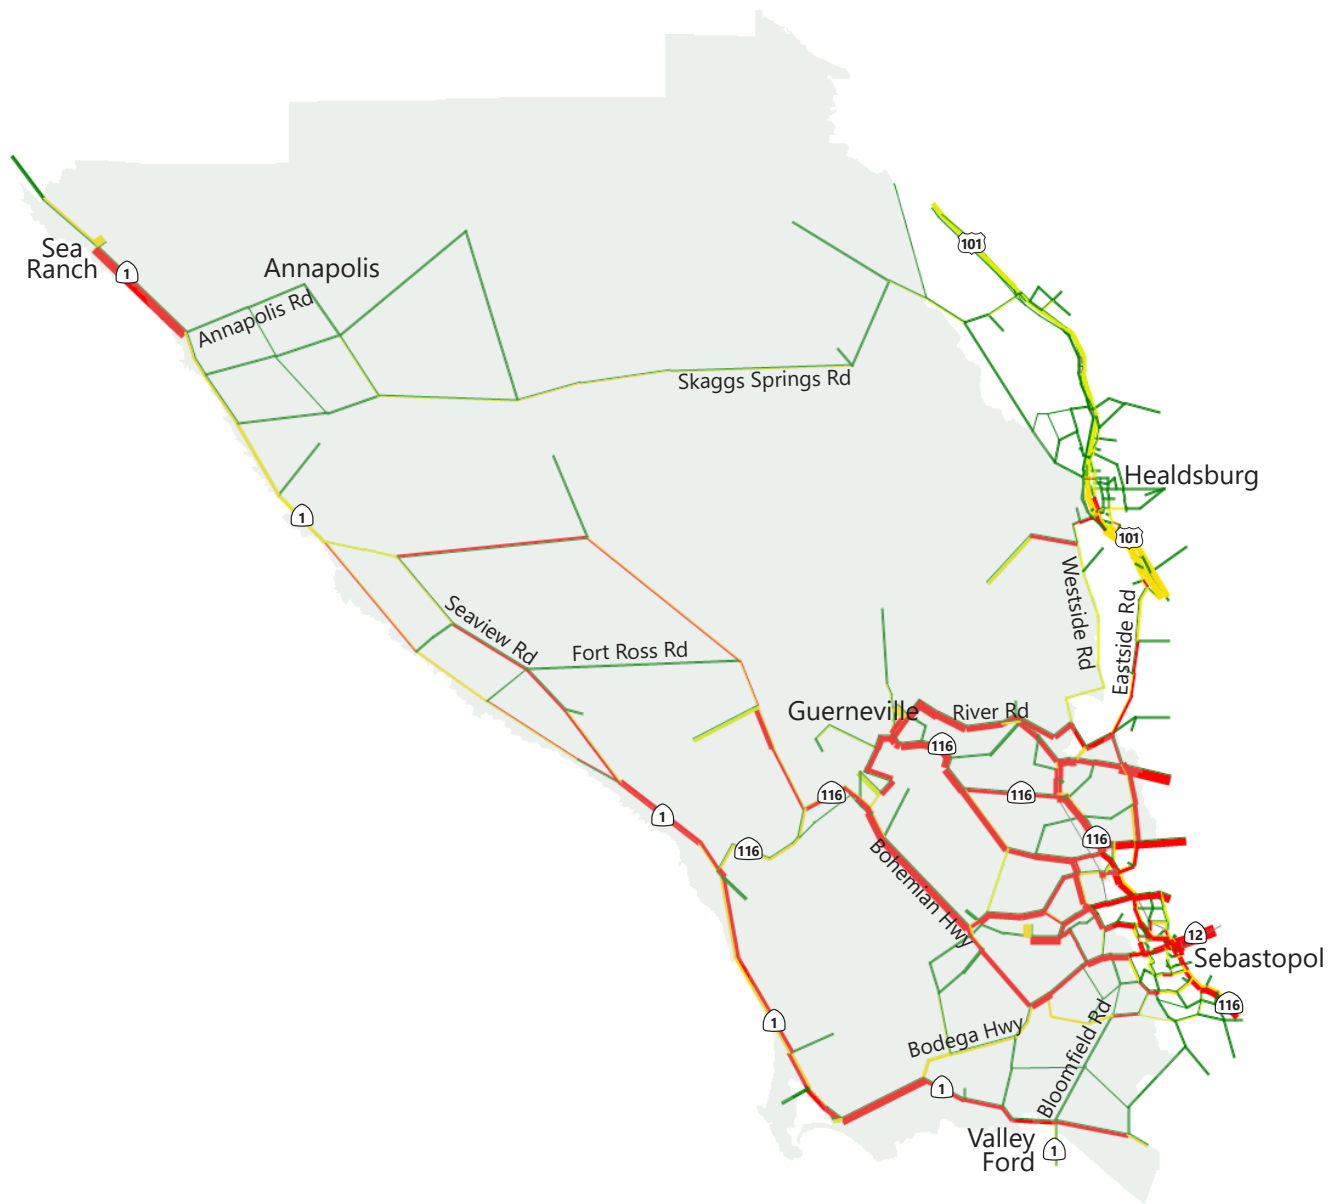 101
Sea
Ranch
1
Annapolis
Annapolis Rd
Skaggs Springs Rd
Healdsburg
1
101
Westside Rd
Eastside Rd
Seaview Rd
Fort Ross Rd
Guerneville
River Rd
116
116
116
1
116
116
Bohemian Hwy
12
Sebastopol
116
1
Bodega Hwy
Bloomfield Rd
1
Valley
Ford
1